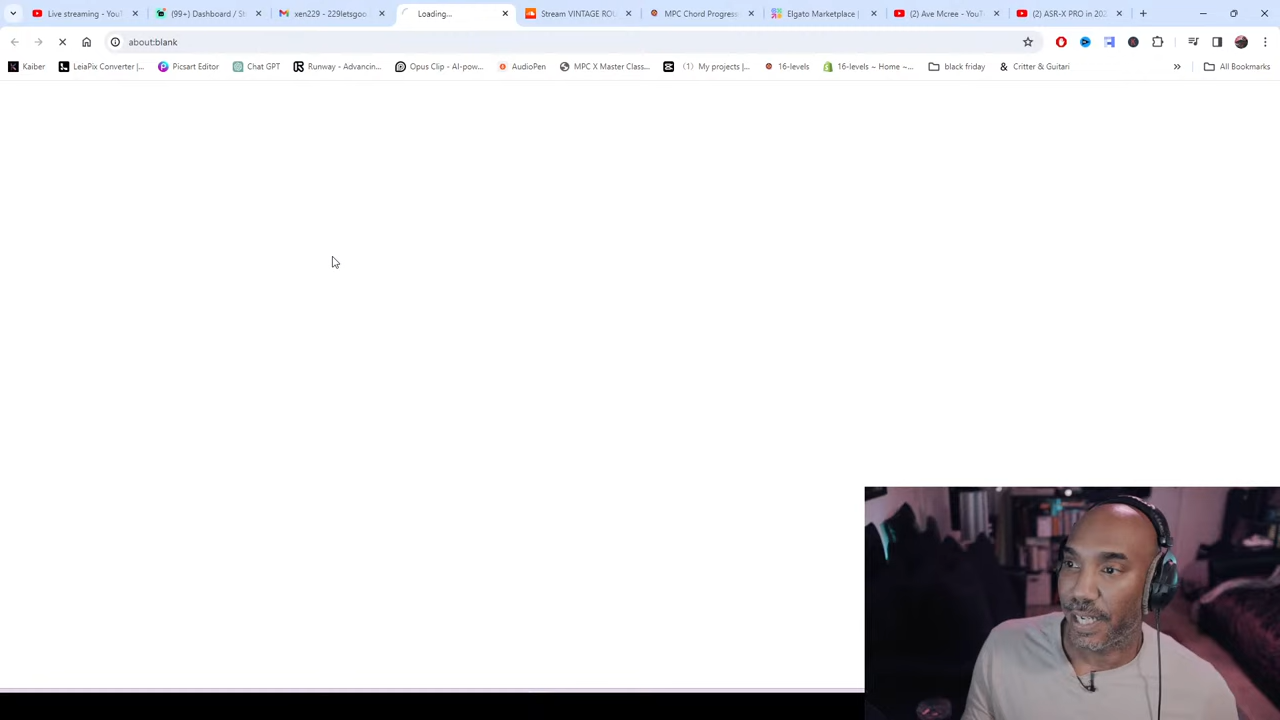 Live streaming - YouT
(99+) Dashboard / St
xen229 - 229letsgoo
Loading...
Stream VINTAGE ROU
MPC Chord Progress
Elgato Marketplace
(2) Ave Mcree - YouT
(2) ASR-X PRO in 202
about:blank
Kaiber
LeiaPix Converter |...
Picsart Editor
Chat GPT
Runway - Advancin...
Opus Clip - AI-pow...
AudioPen
MPC X Master Class...
(1) My projects |...
16-levels
16-levels ~ Home ~...
black friday
Critter & Guitari
All Bookmarks